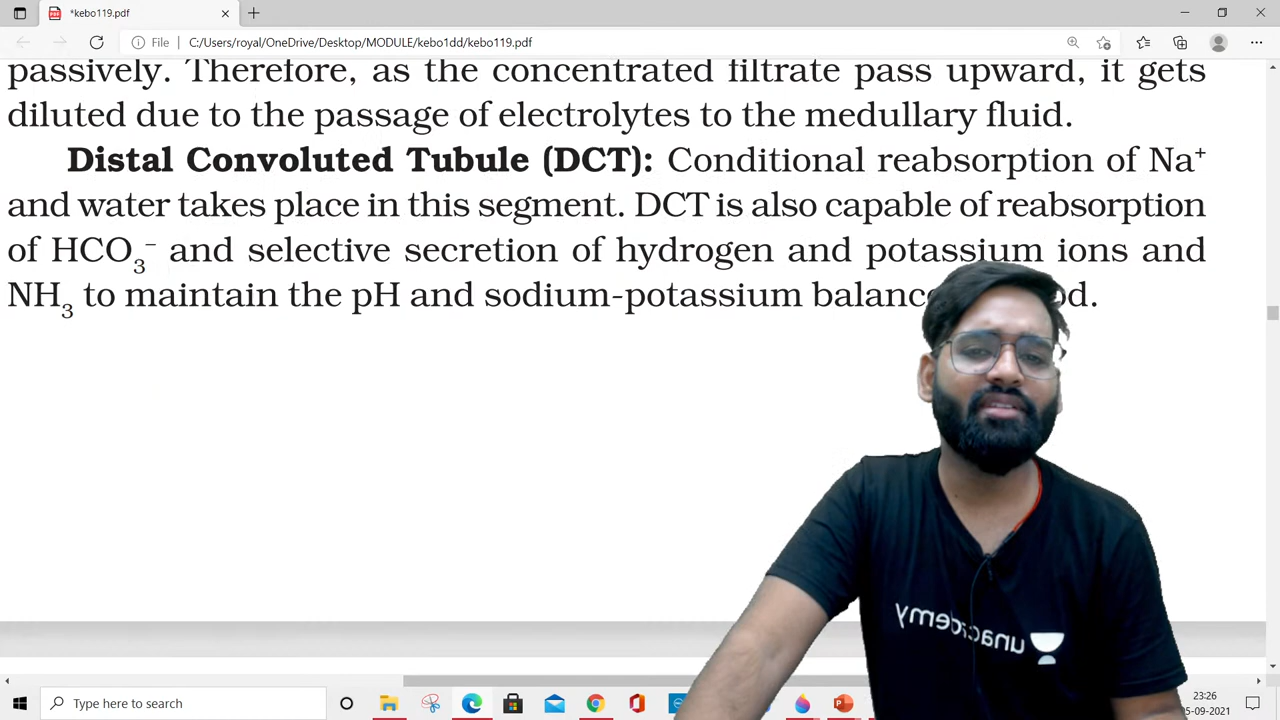 *kebo119.pdf
File
C:/Users/royal/OneDrive/Desktop/MODULE/kebo1dd/kebo119.pdf
passively. Therefore, as the concentrated filtrate pass upward, it gets
diluted due to the passage of electrolytes to the medullary fluid.
Distal Convoluted Tubule (DCT): Conditional reabsorption of Na⁺
and water takes place in this segment. DCT is also capable of reabsorption
of HCO₃⁻ and selective secretion of hydrogen and potassium ions and
NH₃ to maintain the pH and sodium-potassium
unacademy
Type here to search
23:26
5-09-2021